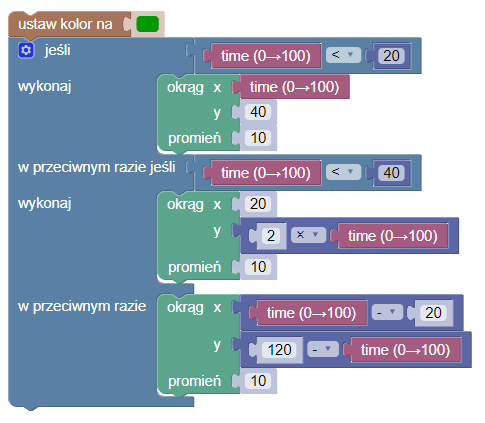 ustaw kolor na
jeśli time (0→100) < 20
wykonaj okrąg x time (0→100)
y 40
promień 10
w przeciwnym razie jeśli time (0→100) < 40
wykonaj okrąg x 20
y 2 × time (0→100)
promień 10
w przeciwnym razie okrąg x time (0→100) - 20
y 120 - time (0→100)
promień 10